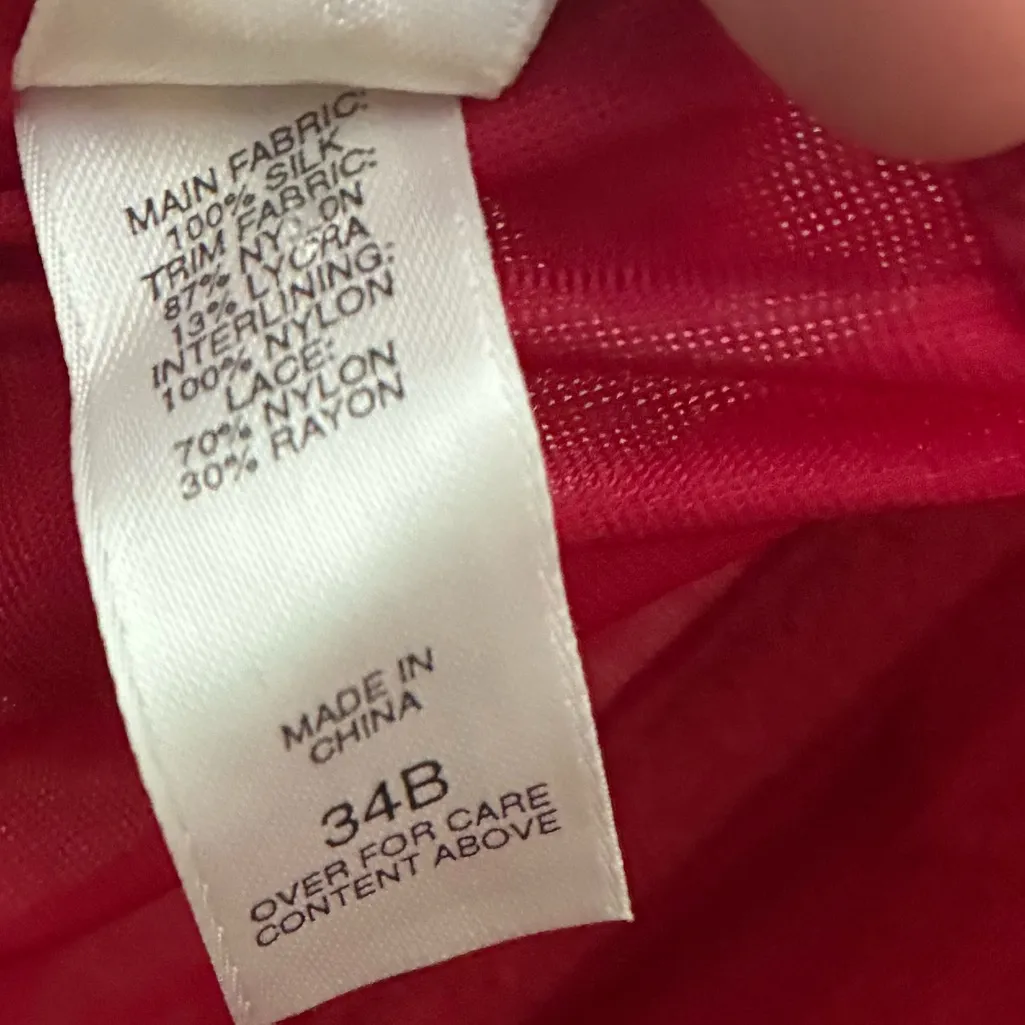 MAIN FABRIC:
100% SILK
TRIM FABRIC:
87% NYLON
13% LYCRA
INTERLINING:
100% NYLON
LACE:
70% NYLON
30% RAYON
MADE IN
CHINA
34B
OVER FOR CARE
CONTENT ABOVE